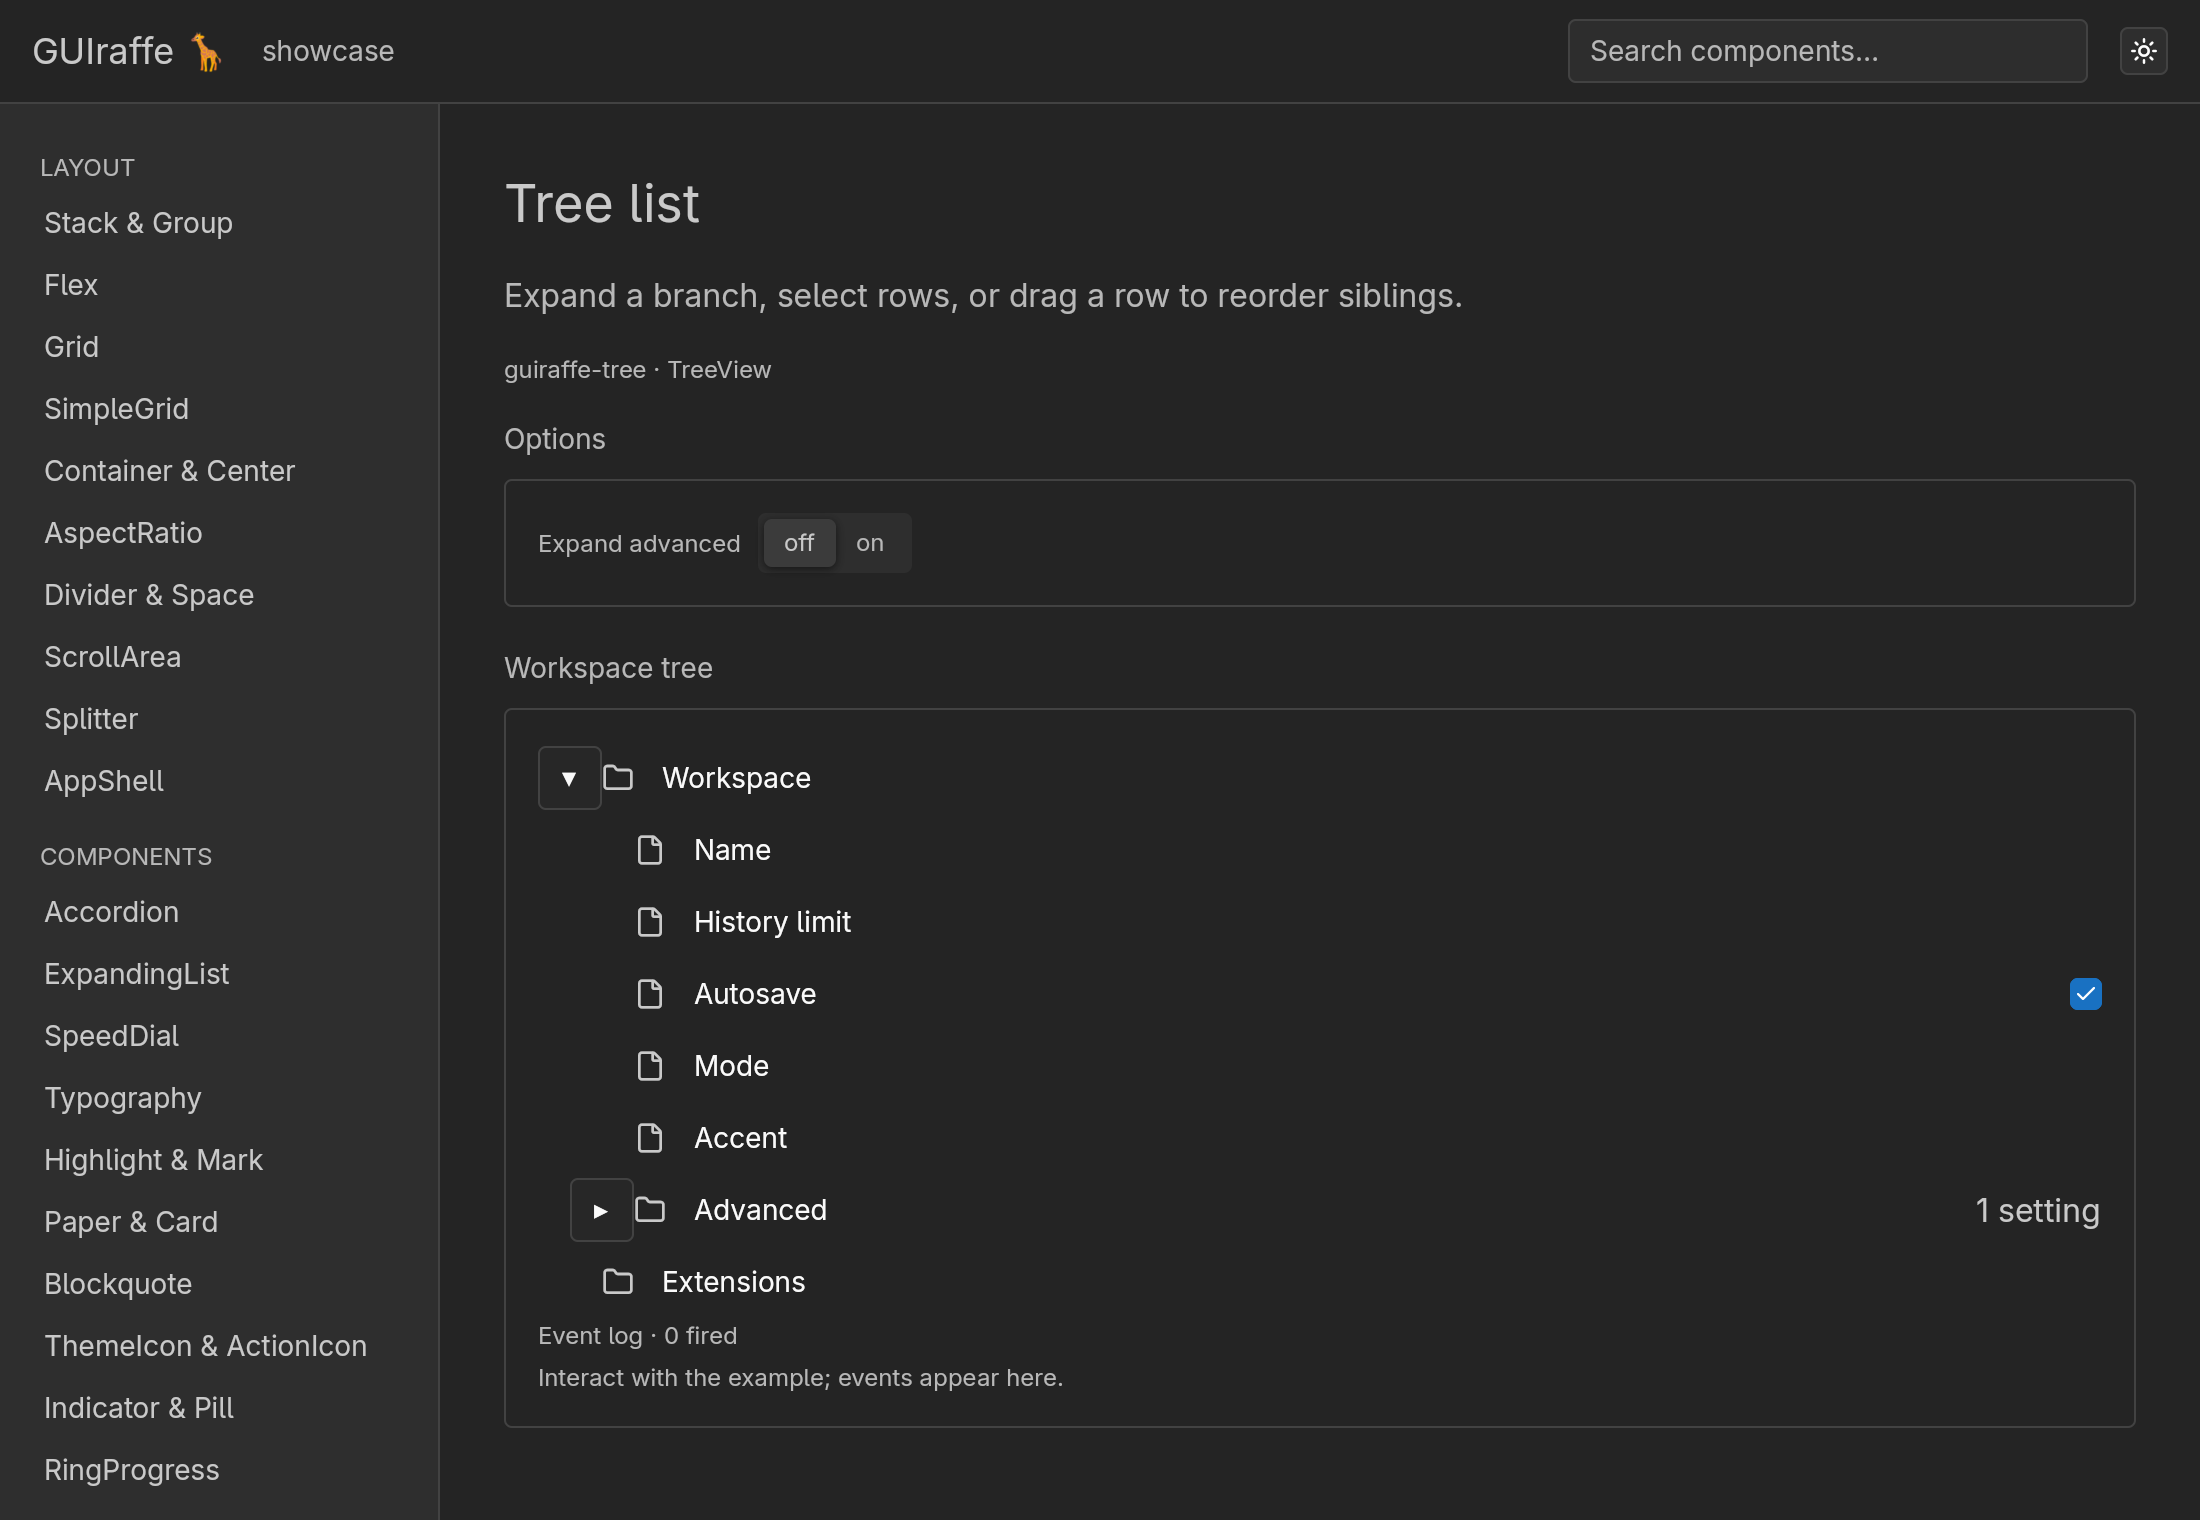 GUIraffe 🦒 showcase
Search components...
LAYOUT
Stack & Group
Flex
Grid
SimpleGrid
Container & Center
AspectRatio
Divider & Space
ScrollArea
Splitter
AppShell
COMPONENTS
Accordion
ExpandingList
SpeedDial
Typography
Highlight & Mark
Paper & Card
Blockquote
ThemeIcon & ActionIcon
Indicator & Pill
RingProgress
Tree list
Expand a branch, select rows, or drag a row to reorder siblings.
guiraffe-tree · TreeView
Options
Expand advanced off on
Workspace tree
Workspace
Name
History limit
Autosave
Mode
Accent
Advanced 1 setting
Extensions
Event log · 0 fired
Interact with the example; events appear here.